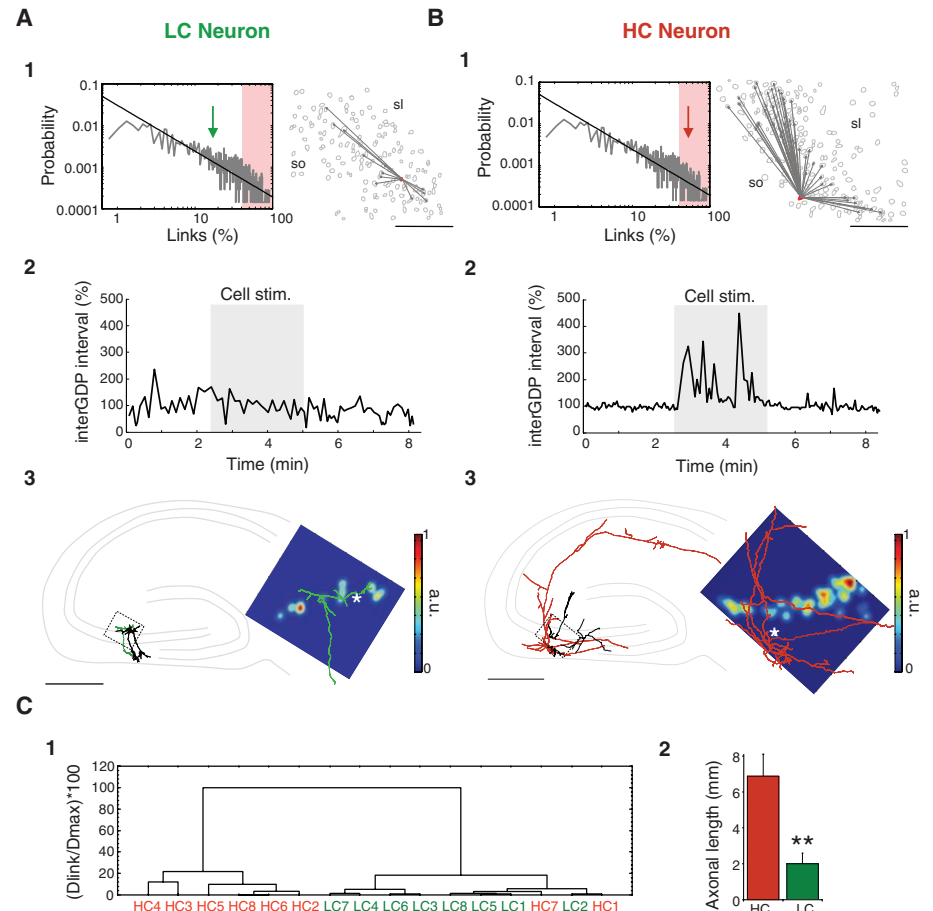 A
LC Neuron
B
HC Neuron
1
0.1
0.01
0.001
0.0001
Probability
1 10 100
Links (%)
sl
so
1
0.1
0.01
0.001
0.0001
Probability
1 10 100
Links (%)
sl
so
2
500
400
300
200
100
0
interGDP interval (%)
Cell stim.
0 2 4 6 8
Time (min)
2
500
400
300
200
100
0
interGDP interval (%)
Cell stim.
0 2 4 6 8
Time (min)
3
*
1
a.u.
0
3
*
1
a.u.
0
C
1
120
100
80
60
40
20
0
(Dlink/Dmax)*100
HC4 HC3 HC5 HC8 HC6 HC2 LC7 LC4 LC6 LC3 LC8 LC5 LC1 HC7 LC2 HC1
2
8
6
4
2
0
Axonal length (mm)
**
HC LC